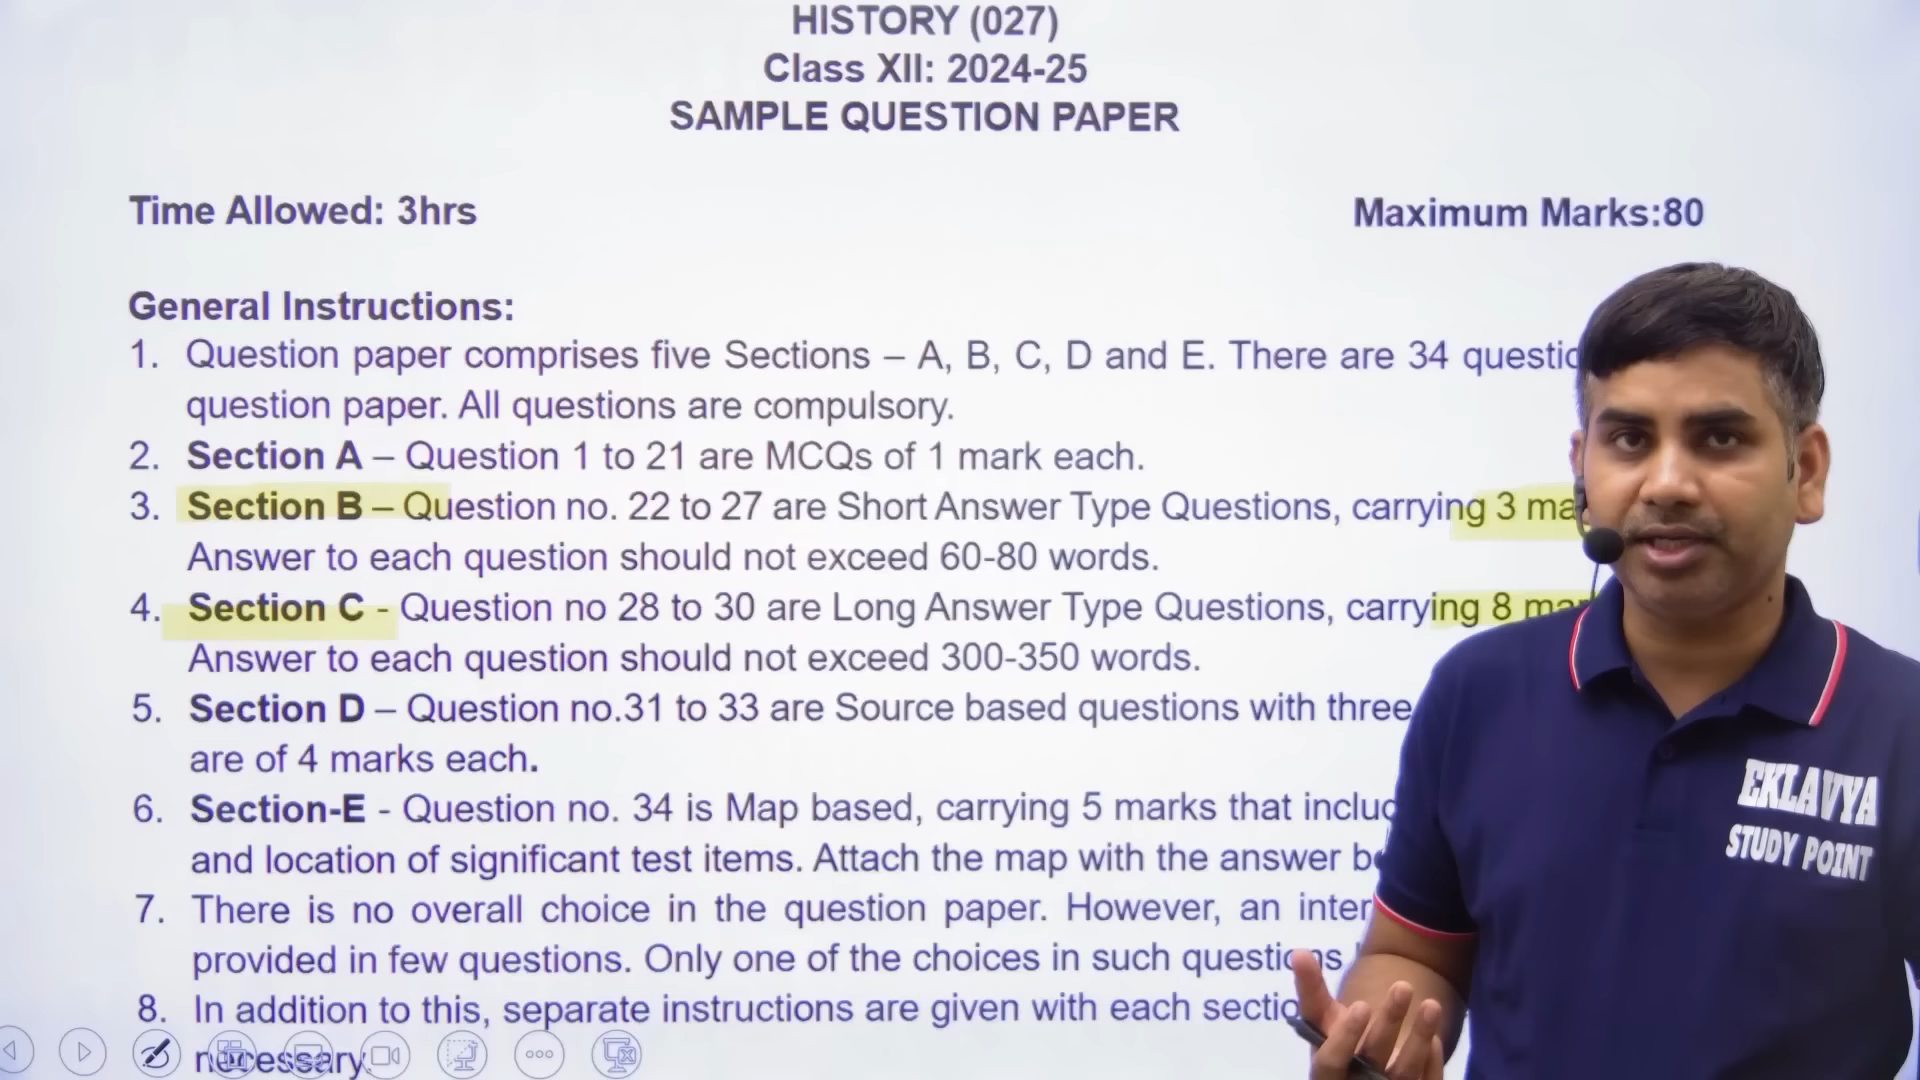 HISTORY (027)
Class XII: 2024-25
SAMPLE QUESTION PAPER
Time Allowed: 3hrs
Maximum Marks:80
General Instructions:
1. Question paper comprises five Sections – A, B, C, D and E. There are 34
question paper. All questions are compulsory.
2. Section A – Question 1 to 21 are MCQs of 1 mark each.
3. Section B – Question no. 22 to 27 are Short Answer Type Questions, carrying 3
Answer to each question should not exceed 60-80 words.
4. Section C - Question no 28 to 30 are Long Answer Type Questions, carrying 8
Answer to each question should not exceed 300-350 words.
5. Section D – Question no.31 to 33 are Source based questions with three
are of 4 marks each.
6. Section-E - Question no. 34 is Map based, carrying 5 marks that
and location of significant test items. Attach the map with the answer
7. There is no overall choice in the question paper. However, an
provided in few questions. Only one of the choices in such questions
8. In addition to this, separate instructions are given with each
necessary.
EKLAVYA
STUDY POINT